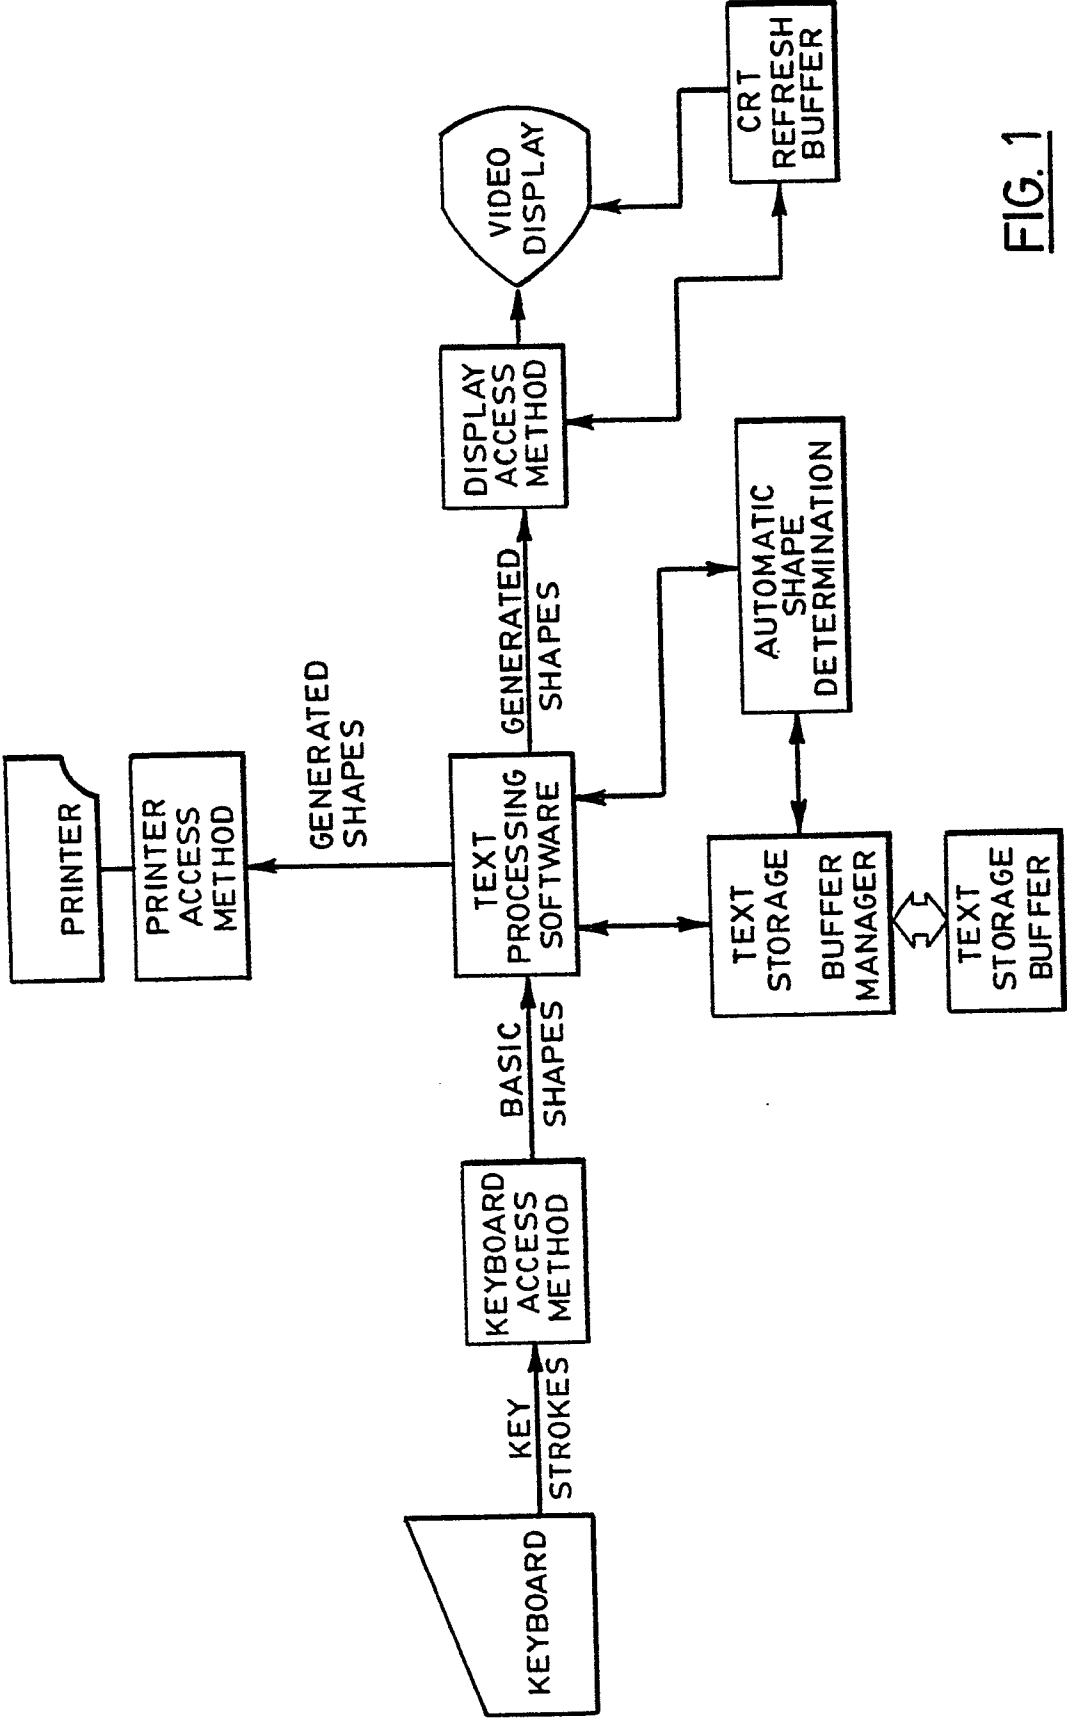 PRINTER
PRINTER
ACCESS
METHOD
GENERATED
SHAPES
KEYBOARD
KEY
STROKES
KEYBOARD
ACCESS
METHOD
BASIC
SHAPES
TEXT
PROCESSING
SOFTWARE
GENERATED
SHAPES
DISPLAY
ACCESS
METHOD
VIDEO
DISPLAY
TEXT
STORAGE
BUFFER
MANAGER
AUTOMATIC
SHAPE
DETERMINATION
CRT
REFRESH
BUFFER
TEXT
STORAGE
BUFFER
FIG. 1